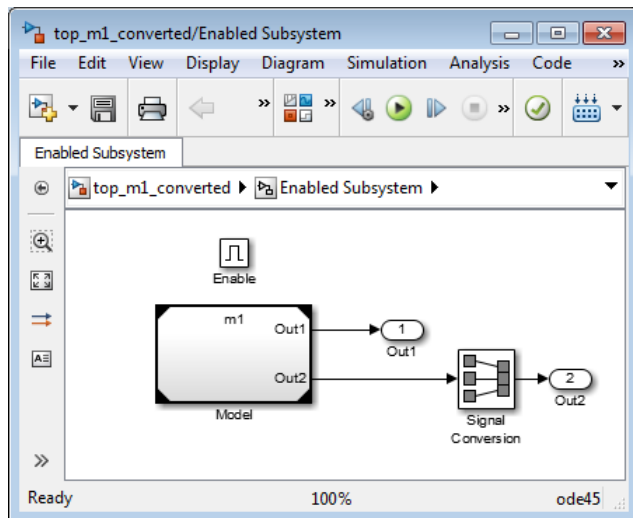 top_m1_converted/Enabled Subsystem
File Edit View Display Diagram Simulation Analysis Code »
» » »
Enabled Subsystem
top_m1_converted Enabled Subsystem
Enable
m1
Out1
Out2
Model
1
Out1
Signal
Conversion
2
Out2
A
»
Ready 100% ode45